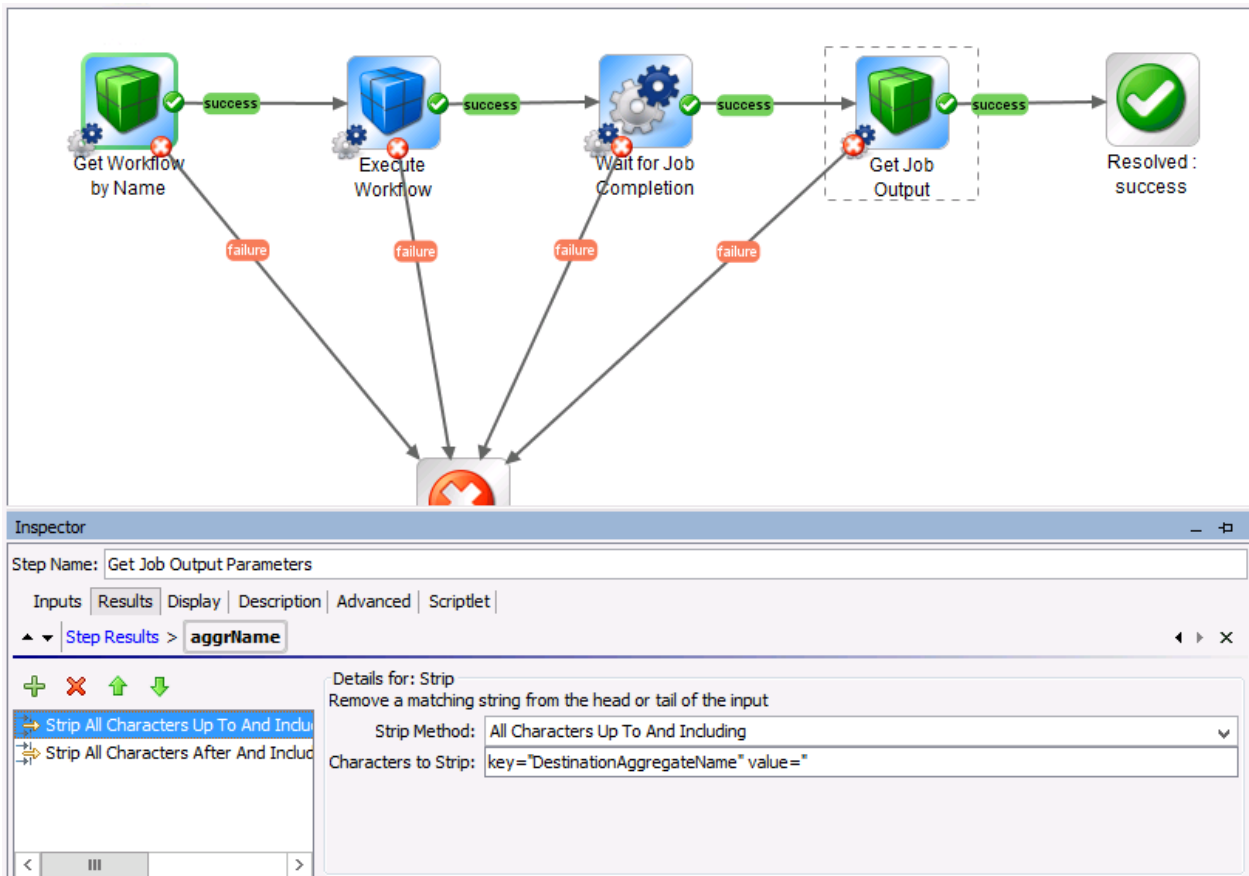 success
success
success
success
Get Workflow
by Name
Execute
Workflow
Wait for Job
Completion
Get Job
Output
Resolved :
success
failure
failure
failure
failure
Inspector
Step Name: Get Job Output Parameters
Inputs Results Display Description Advanced Scriptlet
Step Results > aggrName
Details for: Strip
Remove a matching string from the head or tail of the input
Strip All Characters Up To And Inclu
Strip Method: All Characters Up To And Including
Strip All Characters After And Includ
Characters to Strip: key="DestinationAggregateName" value="